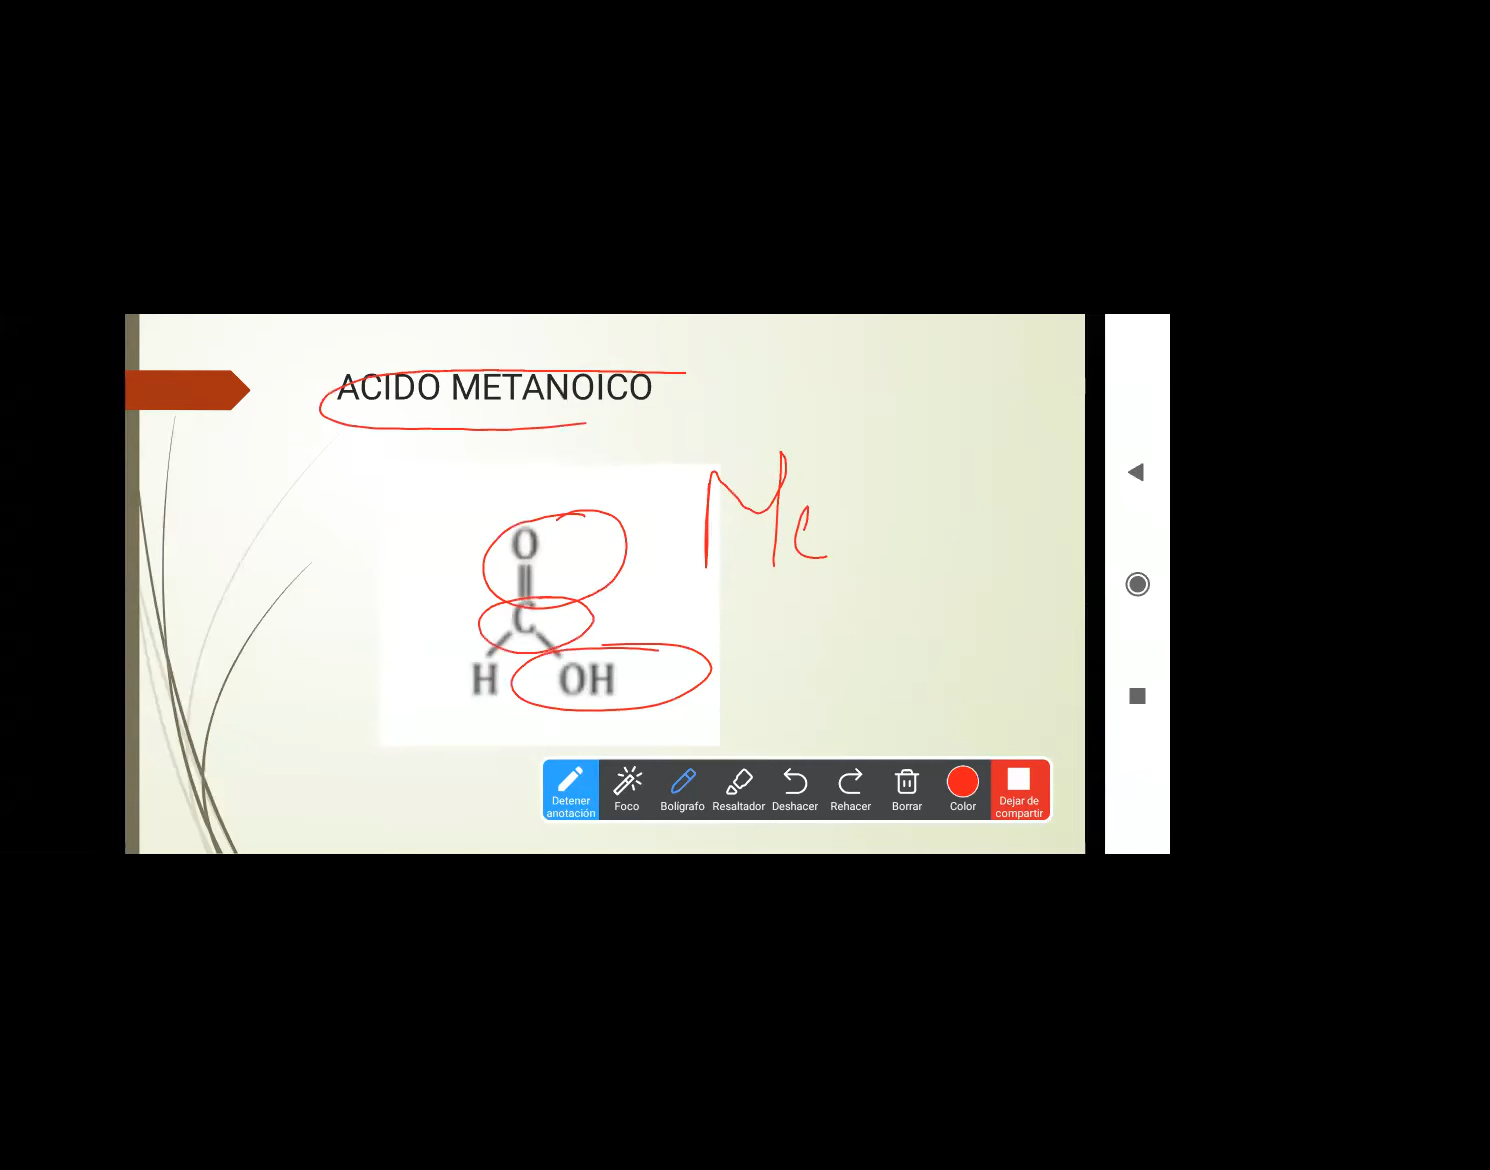 ACIDO METANOICO
Me
O
C
H OH
Detener anotación
Foco
Bolígrafo
Resaltador
Deshacer
Rehacer
Borrar
Color
Dejar de compartir